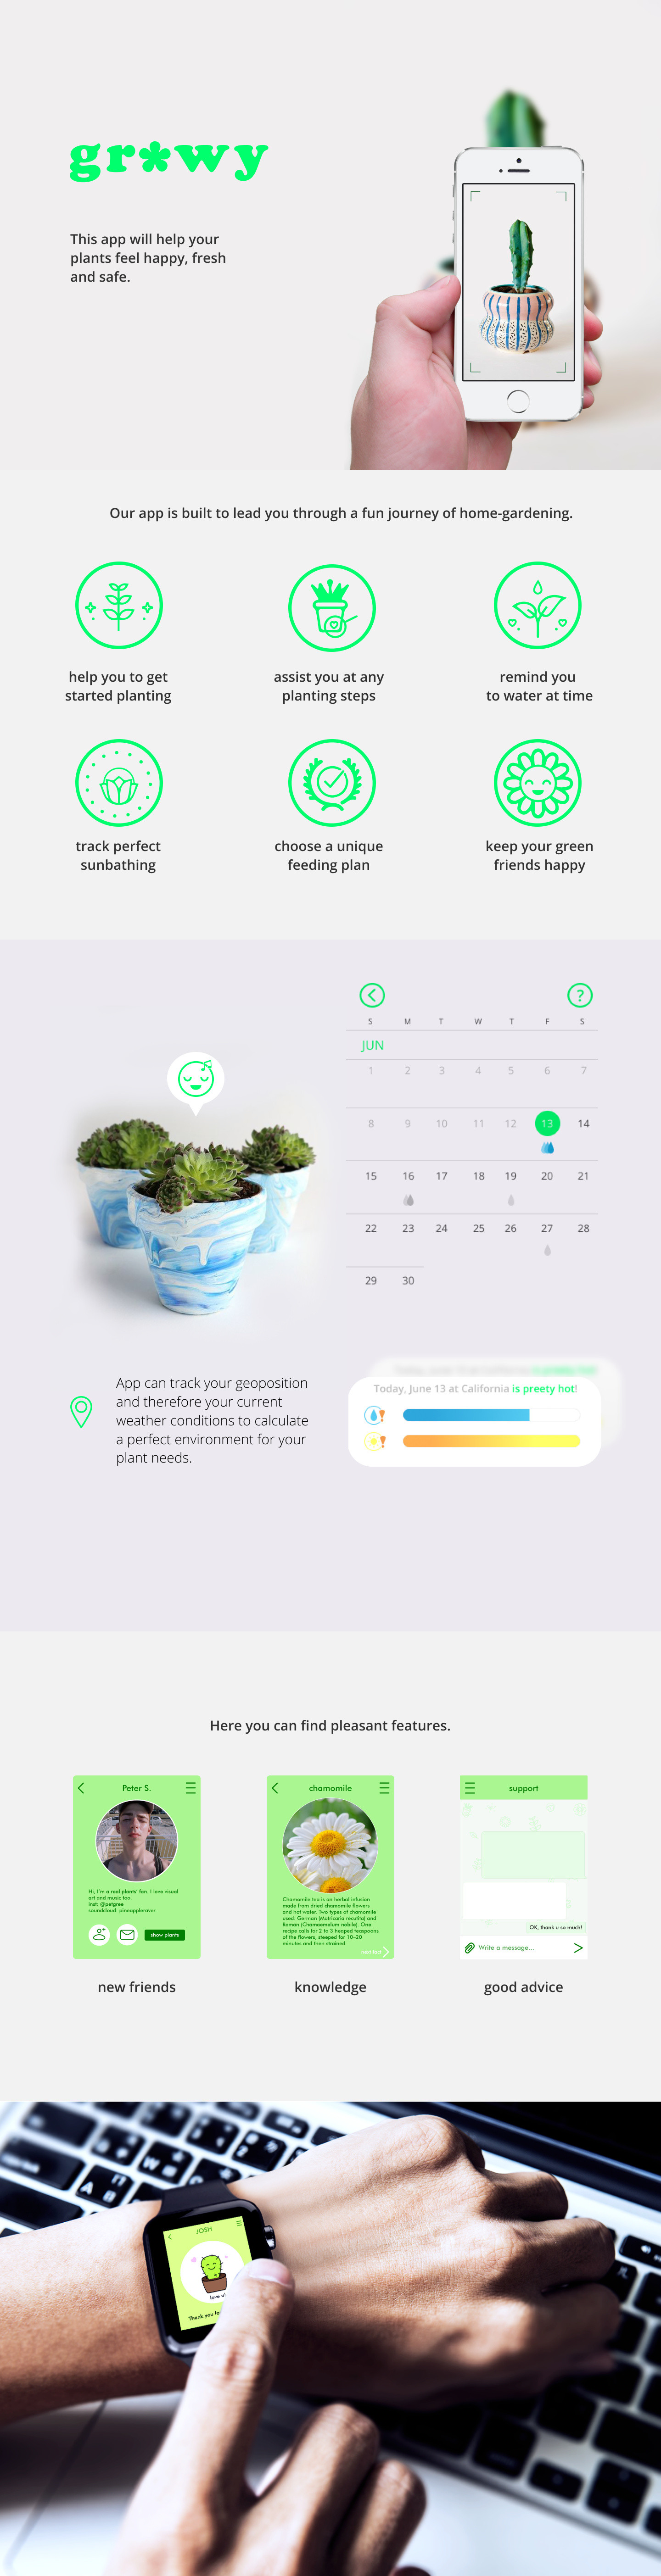 gr*wy
This app will help your
plants feel happy, fresh
and safe.
Our app is built to lead you through a fun journey of home-gardening.
help you to get
started planting
assist you at any
planting steps
remind you
to water at time
track perfect
sunbathing
choose a unique
feeding plan
keep your green
friends happy
S M T W T F S
JUN
1 2 3 4 5 6 7
8 9 10 11 12 13 14
15 16 17 18 19 20 21
22 23 24 25 26 27 28
29 30
App can track your geoposition
and therefore your current
weather conditions to calculate
a perfect environment for your
plant needs.
Today, June 13 at California is preety hot!
Here you can find pleasant features.
Peter S.
Hi, I'm a real plants' fan. I love visual
art and music too.
inst: @petgree
soundcloud: pineapplelover
show plants
new friends
chamomile
Chamomile tea is an herbal infusion
made from dried chamomile flowers
and hot water. Two types of chamomile
used: German (Matricaria recutita) and
Roman (Chamaemelum nobile). One
recipe calls for 2 to 3 heaped teaspoons
of the flowers, steeped for 10-20
minutes and then strained.
next fact
knowledge
support
OK, thank u so much!
Write a message...
good advice
JOSH
love u!
Thank you fo